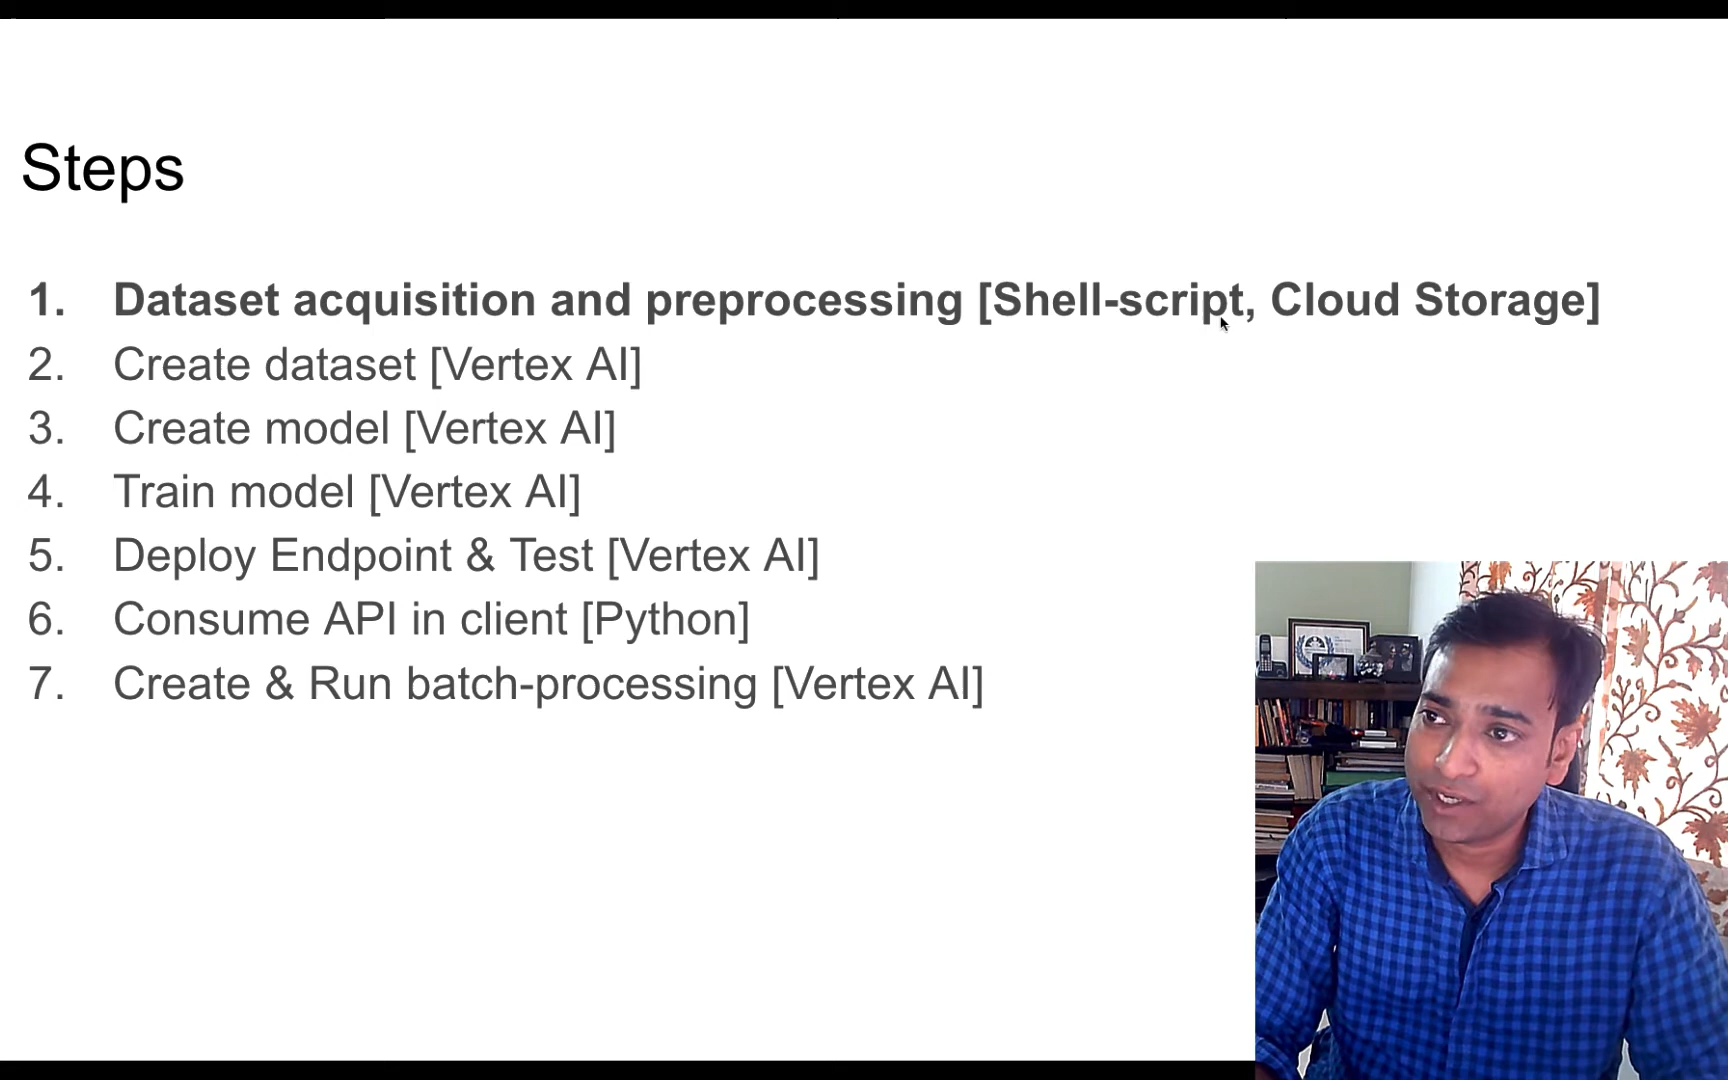 Steps
1. Dataset acquisition and preprocessing [Shell-script, Cloud Storage]
2. Create dataset [Vertex AI]
3. Create model [Vertex AI]
4. Train model [Vertex AI]
5. Deploy Endpoint & Test [Vertex AI]
6. Consume API in client [Python]
7. Create & Run batch-processing [Vertex AI]